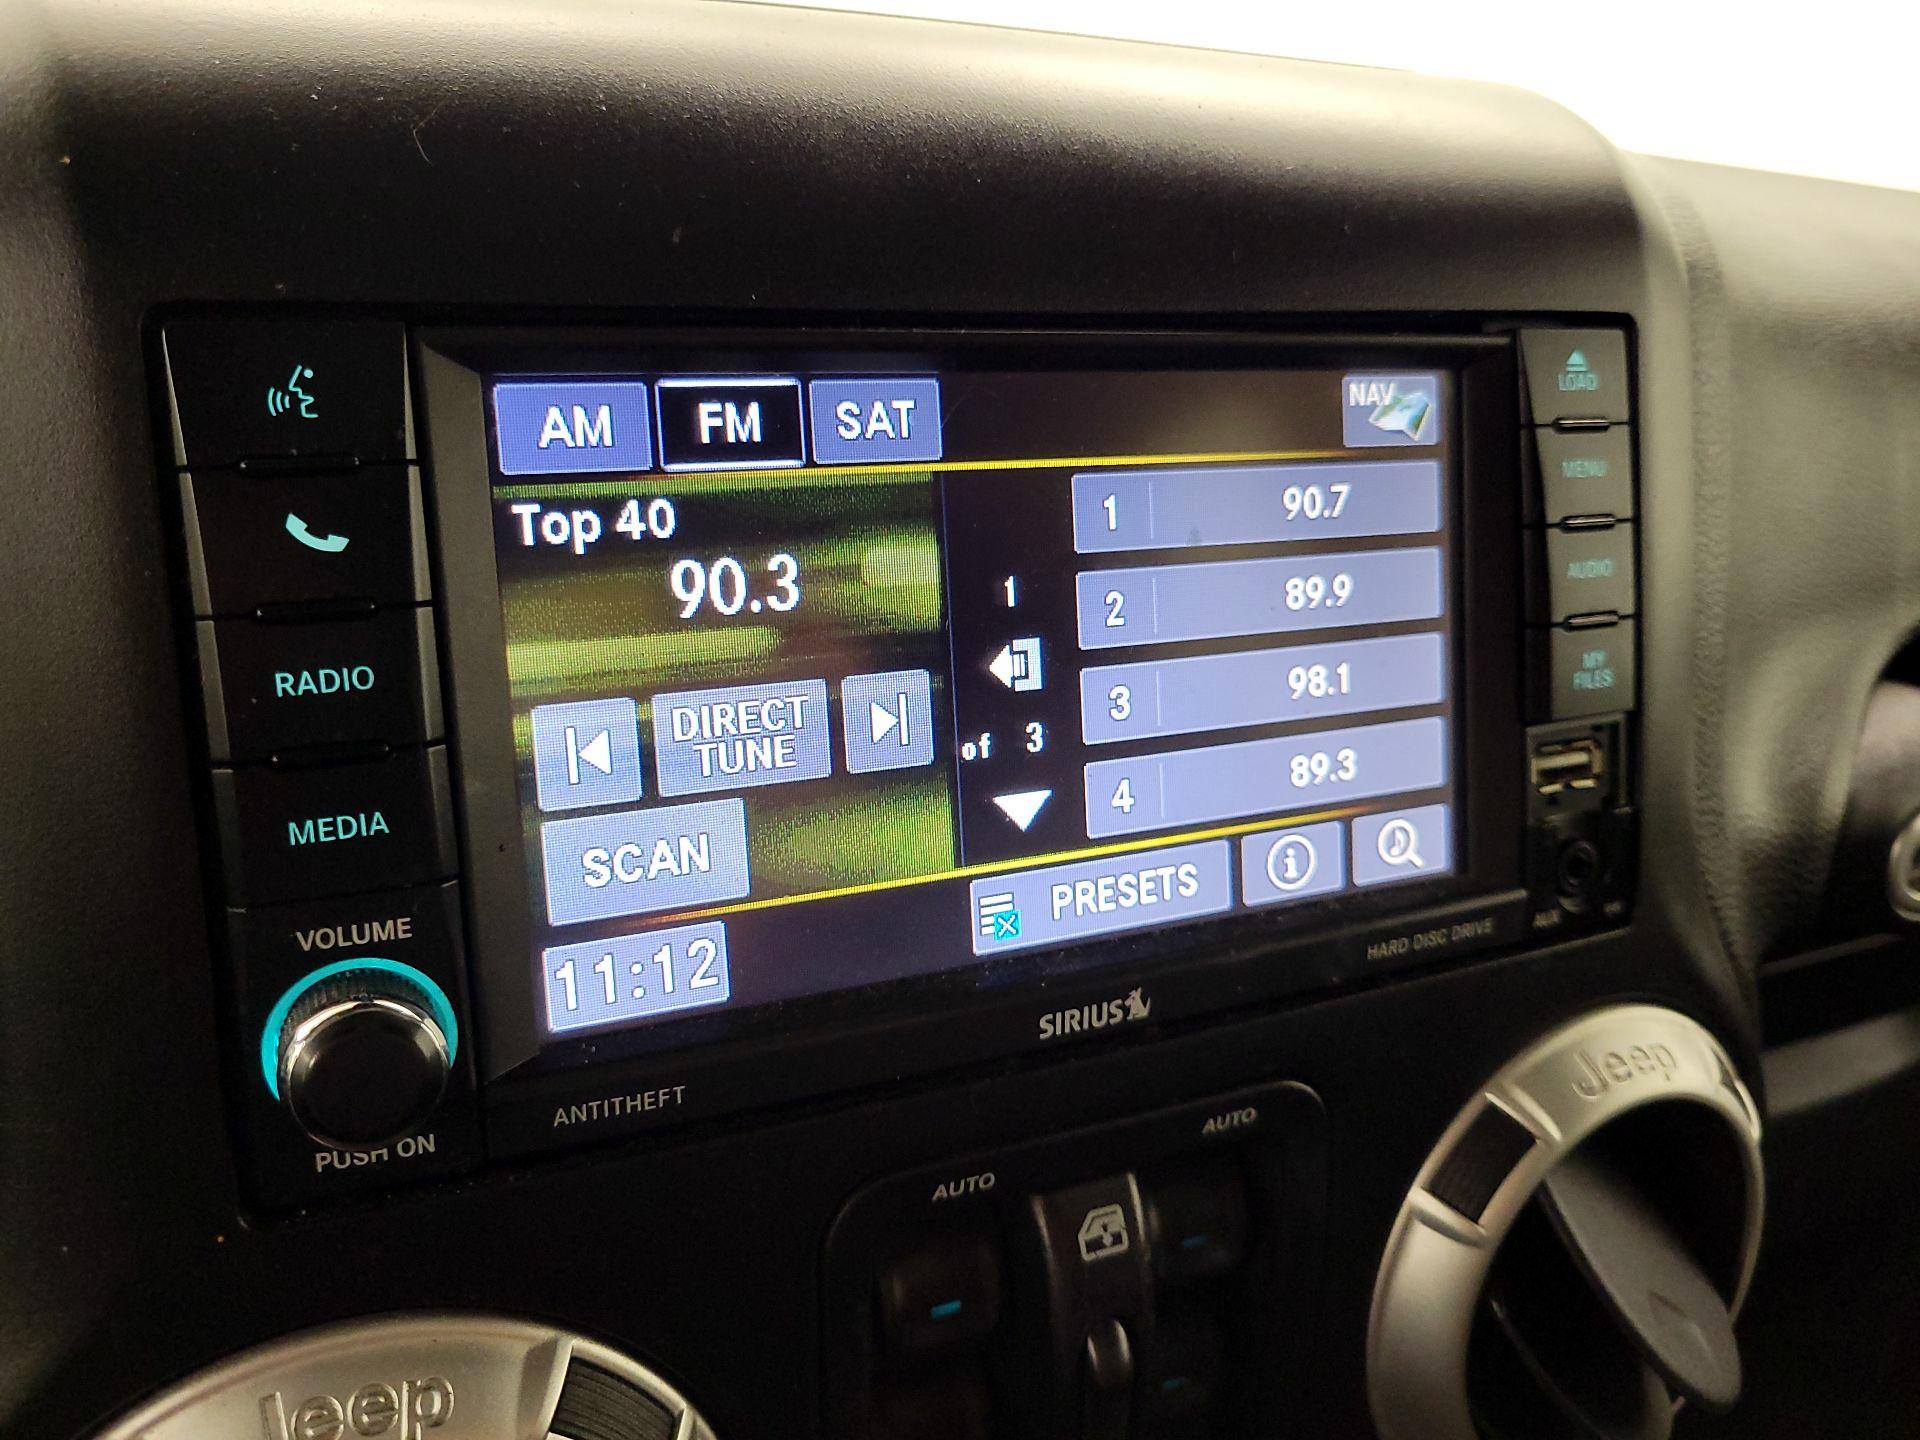 AM
FM
SAT
NAV
Top 40
90.3
DIRECT
TUNE
SCAN
11:12
1
of 3
1 90.7
2 89.9
3 98.1
4 89.3
PRESETS
i
RADIO
MEDIA
VOLUME
PUSH ON
LOAD
MENU
AUDIO
MY
FILES
AUX
HARD DISC DRIVE
SIRIUS
ANTITHEFT
AUTO
AUTO
Jeep
Jeep